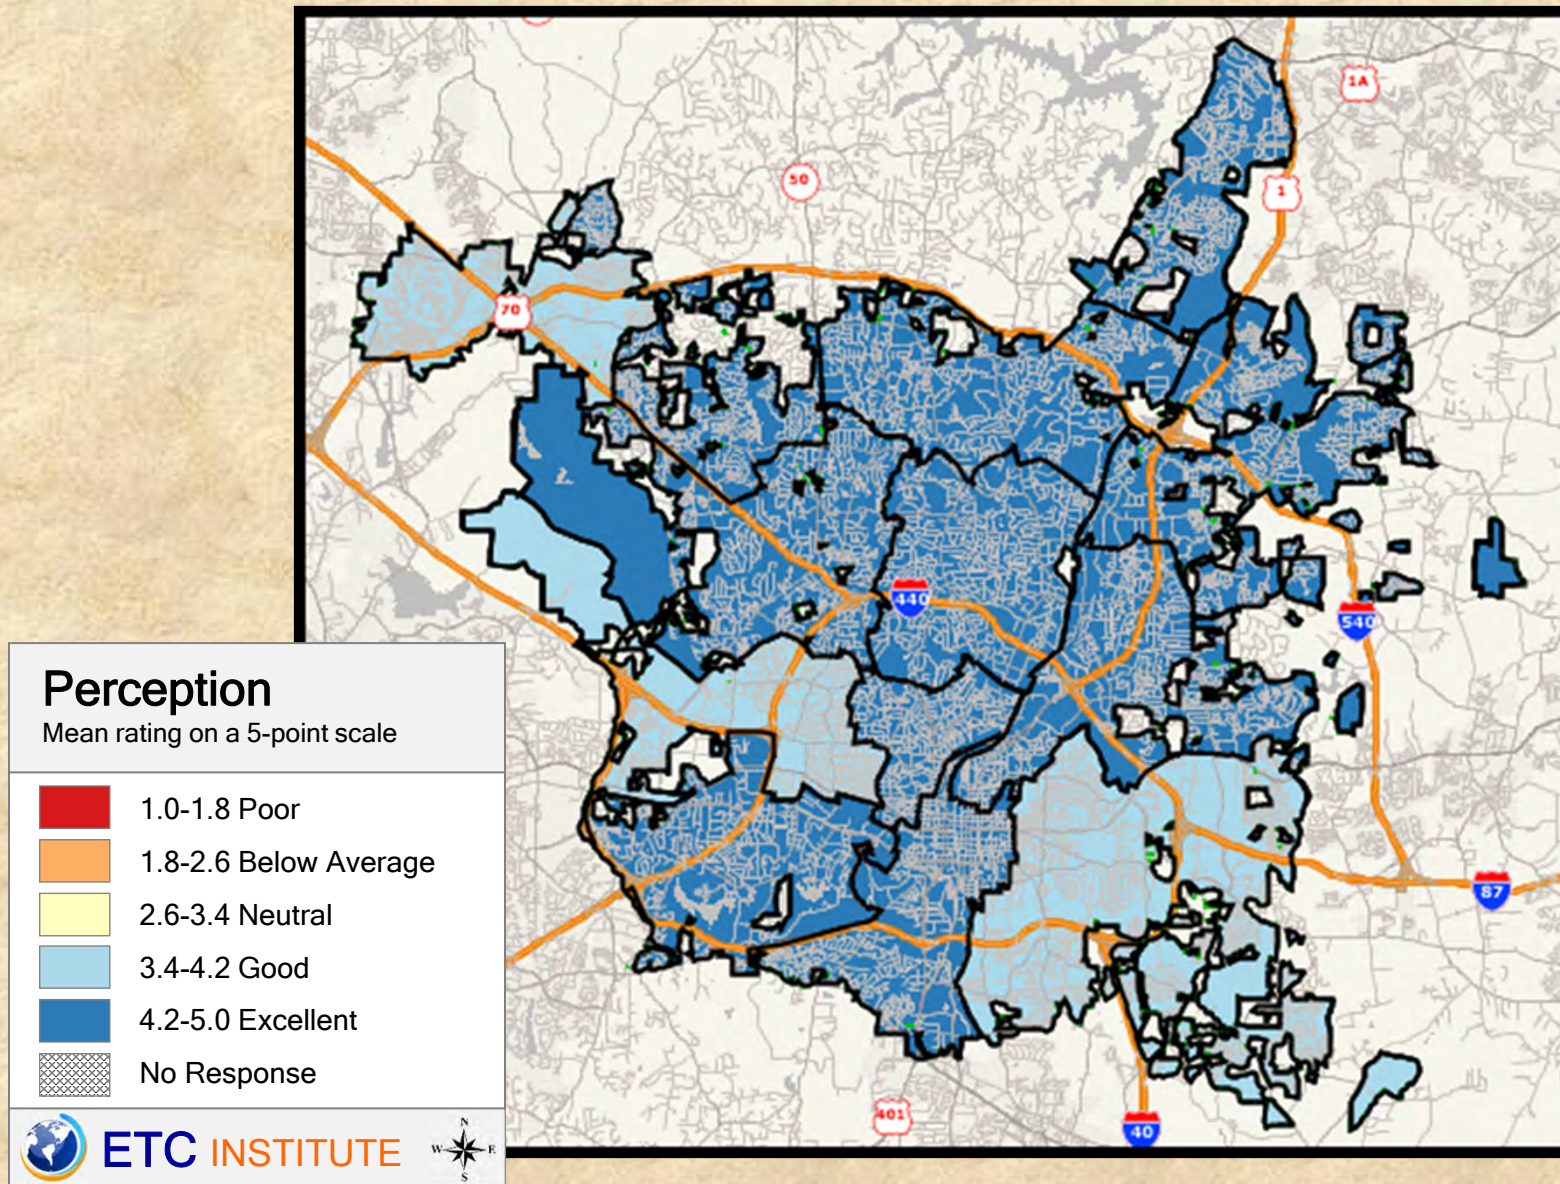 1A
50
1
70
440
540
87
401
40
Perception
Mean rating on a 5-point scale
1.0-1.8 Poor
1.8-2.6 Below Average
2.6-3.4 Neutral
3.4-4.2 Good
4.2-5.0 Excellent
No Response
ETC INSTITUTE
N
W E
S